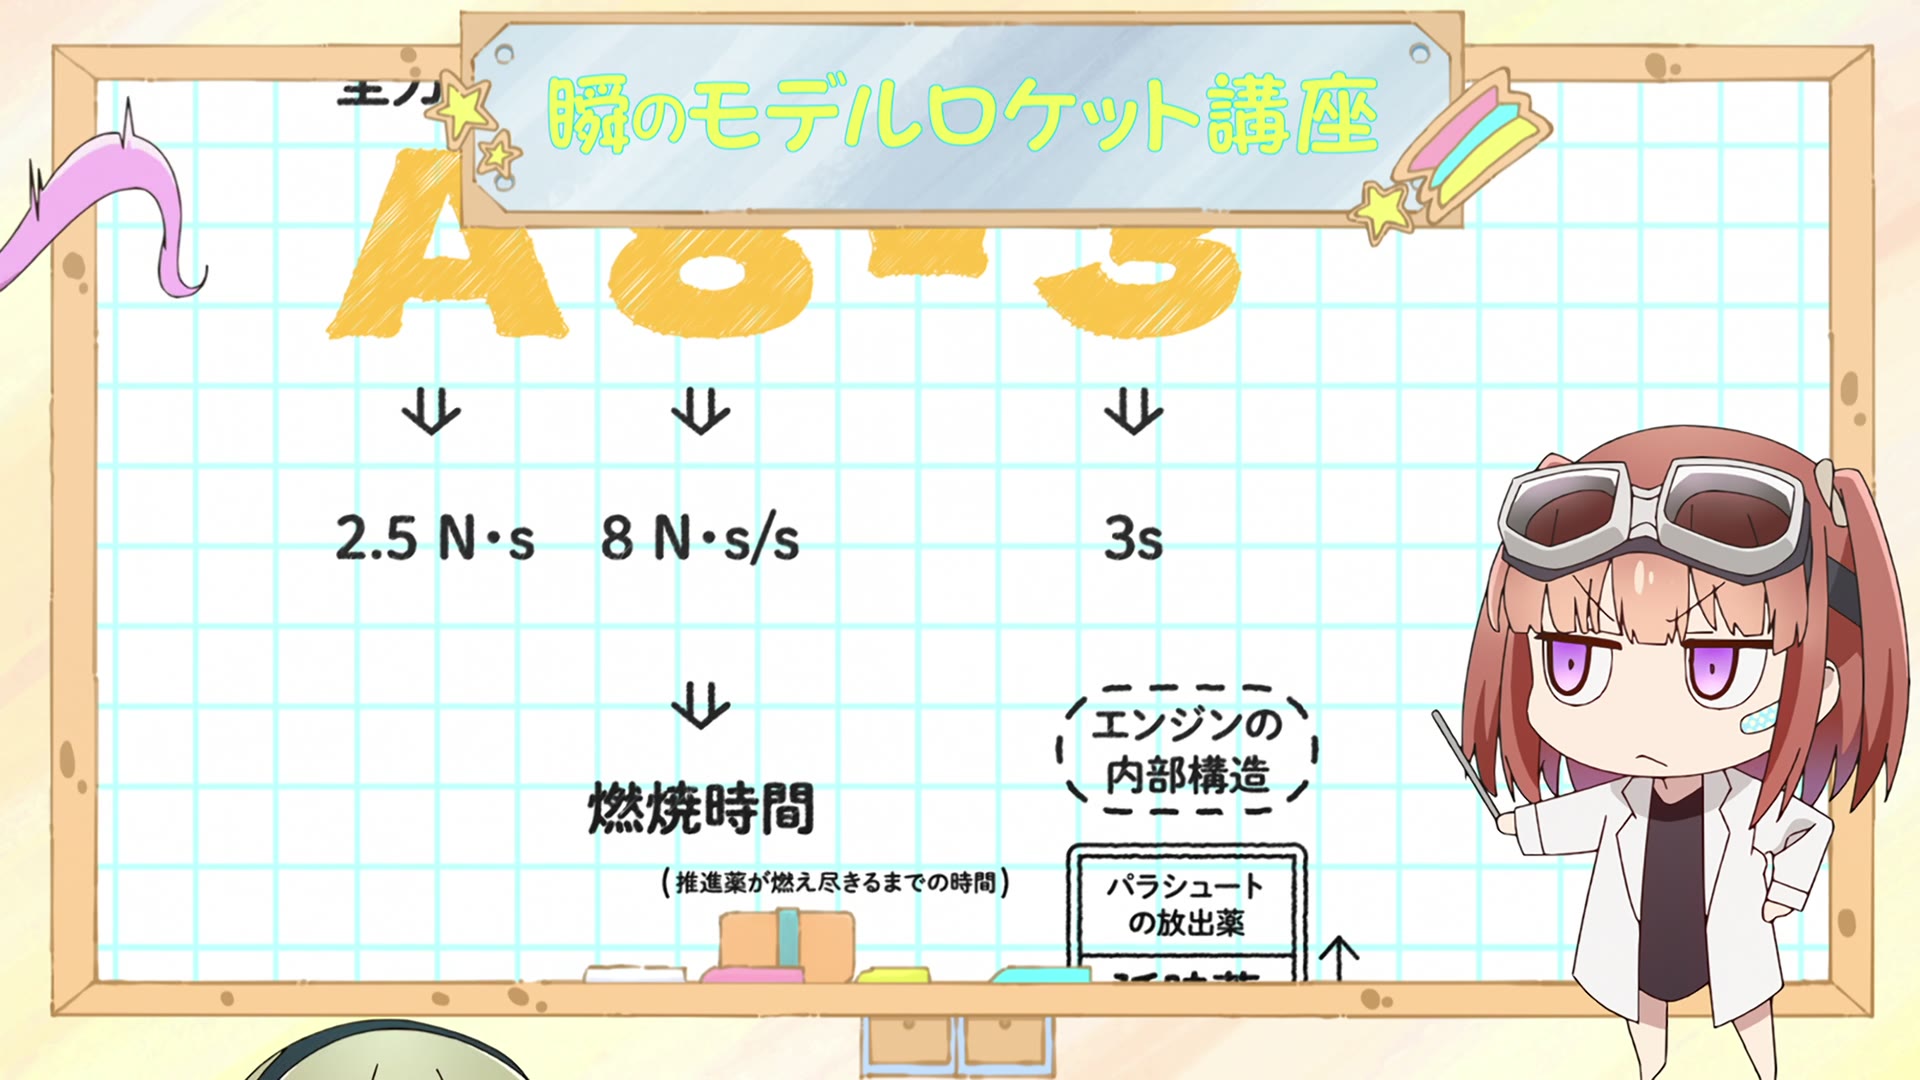 瞬のモデルロケット講座
A8-3
2.5 N・s
8 N・s/s
3s
燃焼時間
(推進薬が燃え尽きるまでの時間)
エンジンの
内部構造
パラシュート
の放出薬